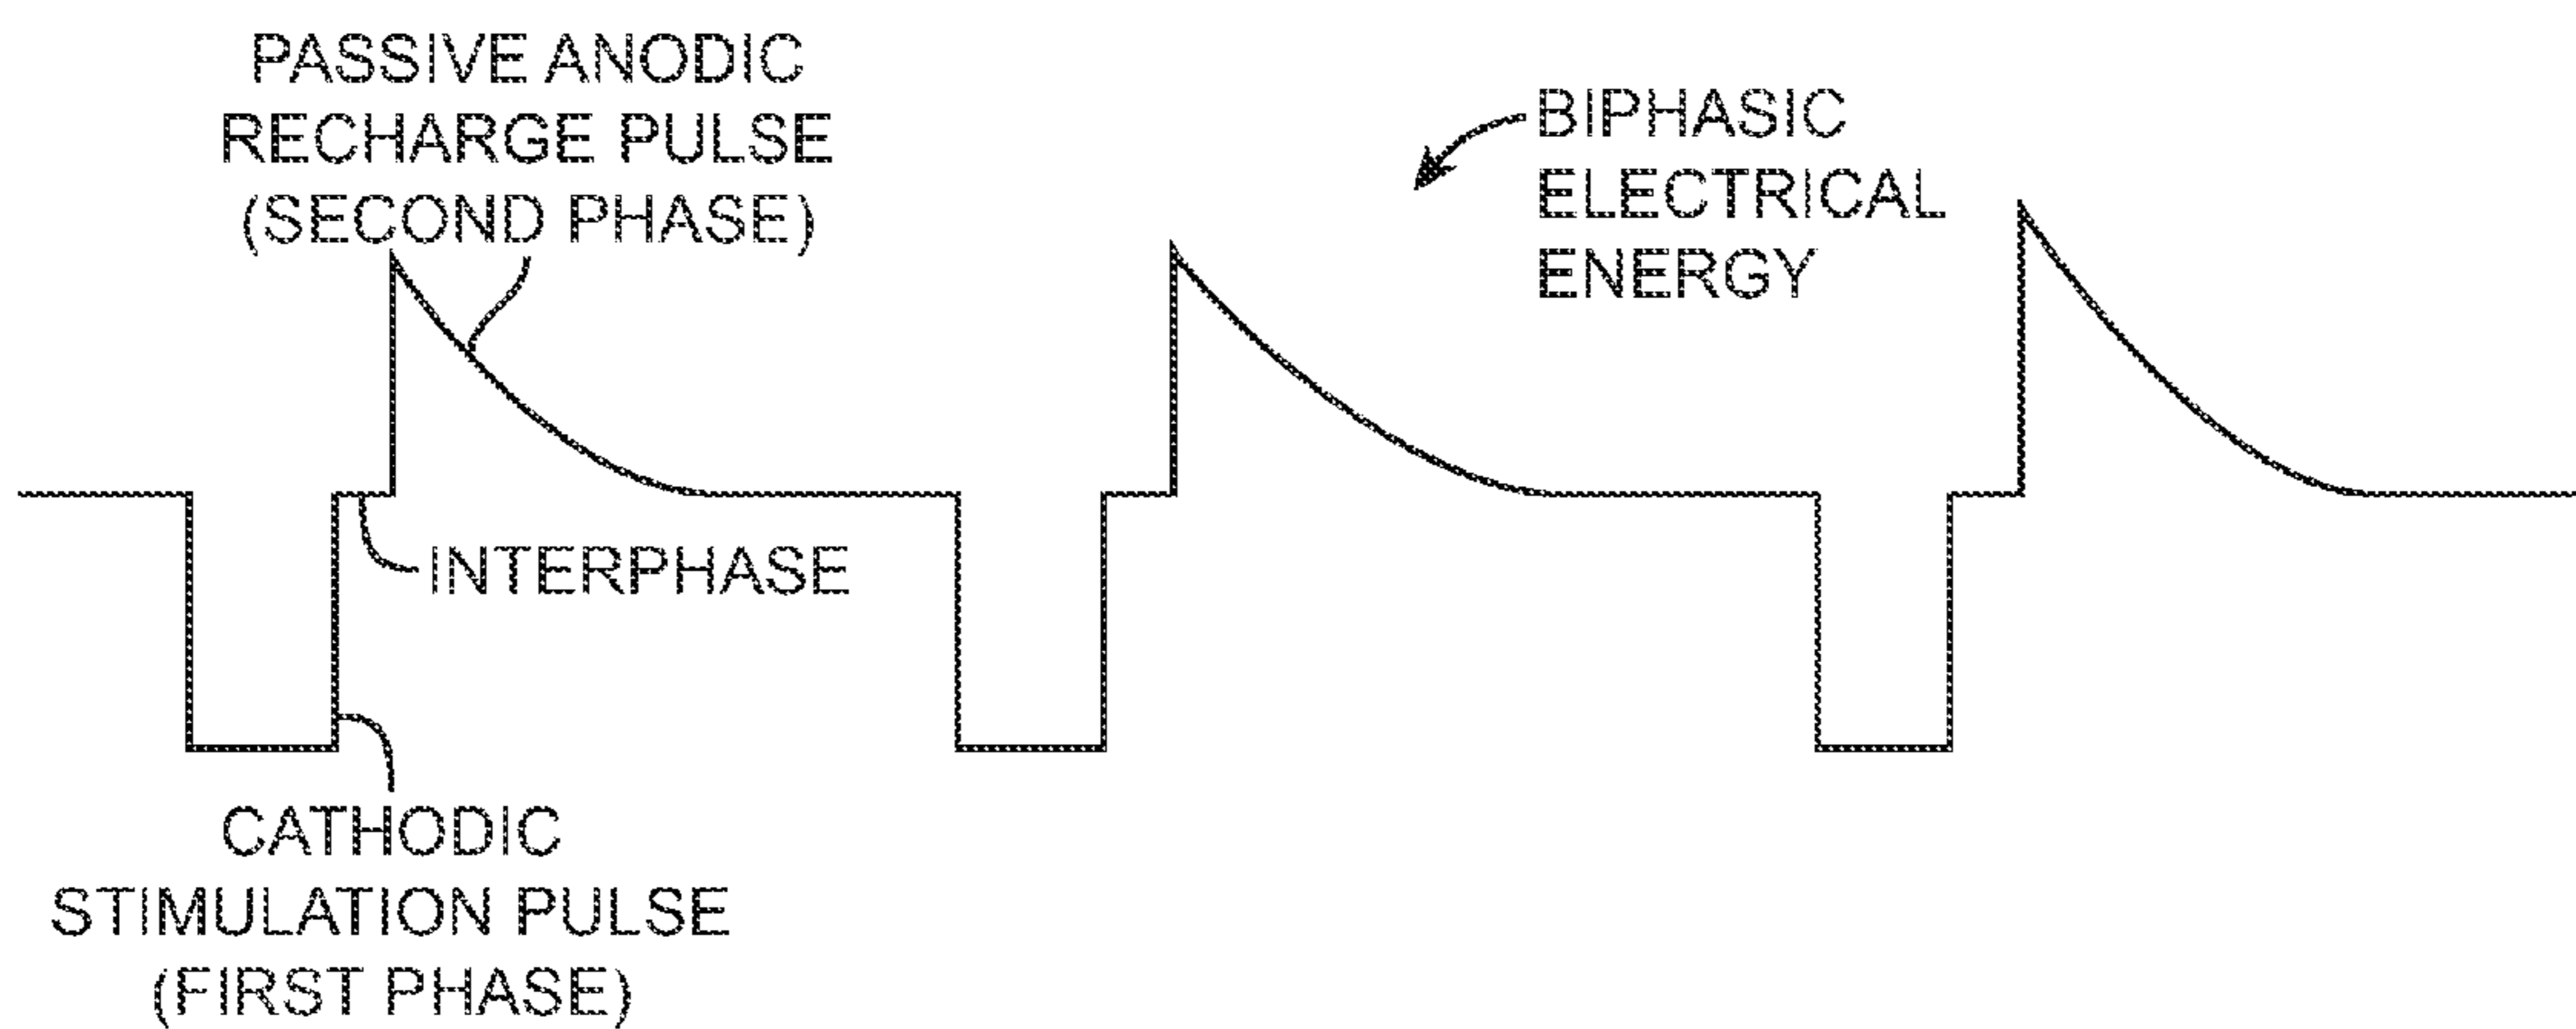 PASSIVE ANODIC
RECHARGE PULSE
(SECOND PHASE)
BIPHASIC
ELECTRICAL
ENERGY
INTERPHASE
CATHODIC
STIMULATION PULSE
(FIRST PHASE)